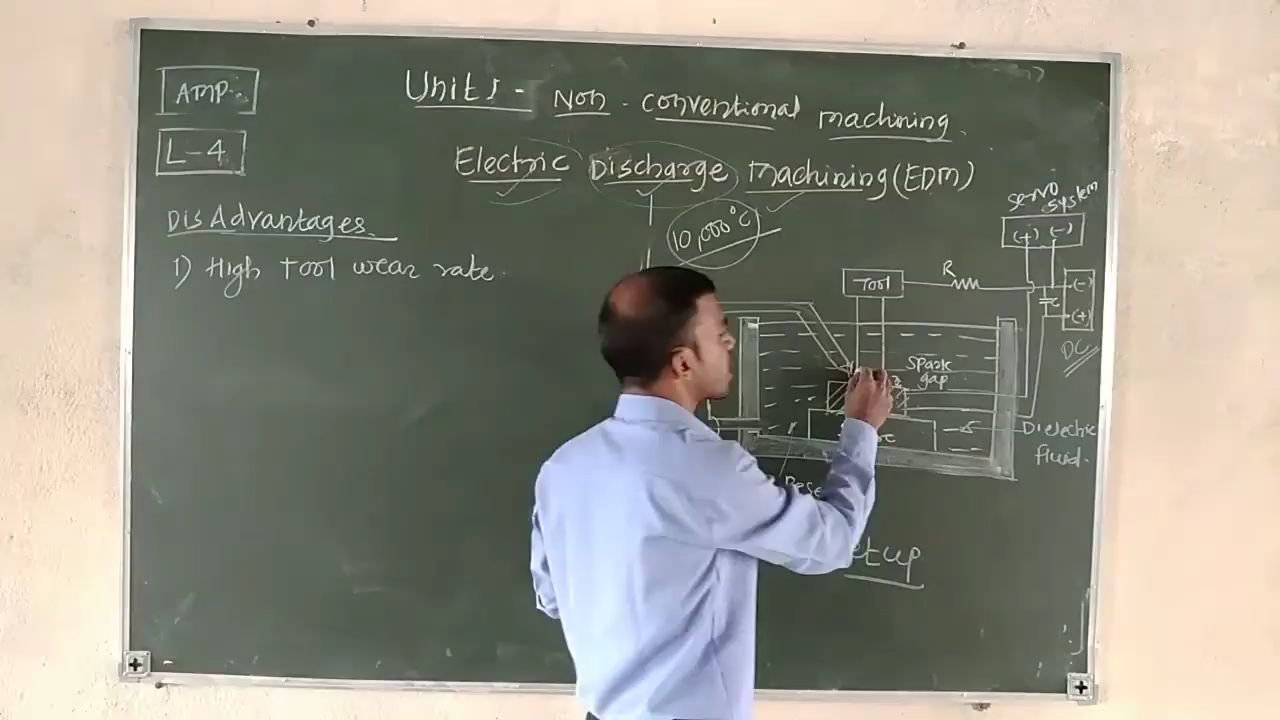 AMP
L-4
Unit 5 - Non-conventional machining.
Electric Discharge Machining (EDM)
10,000°C
DisAdvantages.
1) High Tool wear rate.
Servo
system
(+) (-)
Tool
R
C
(-)
(+)
DC
Spark
gap
Dielectric
fluid.